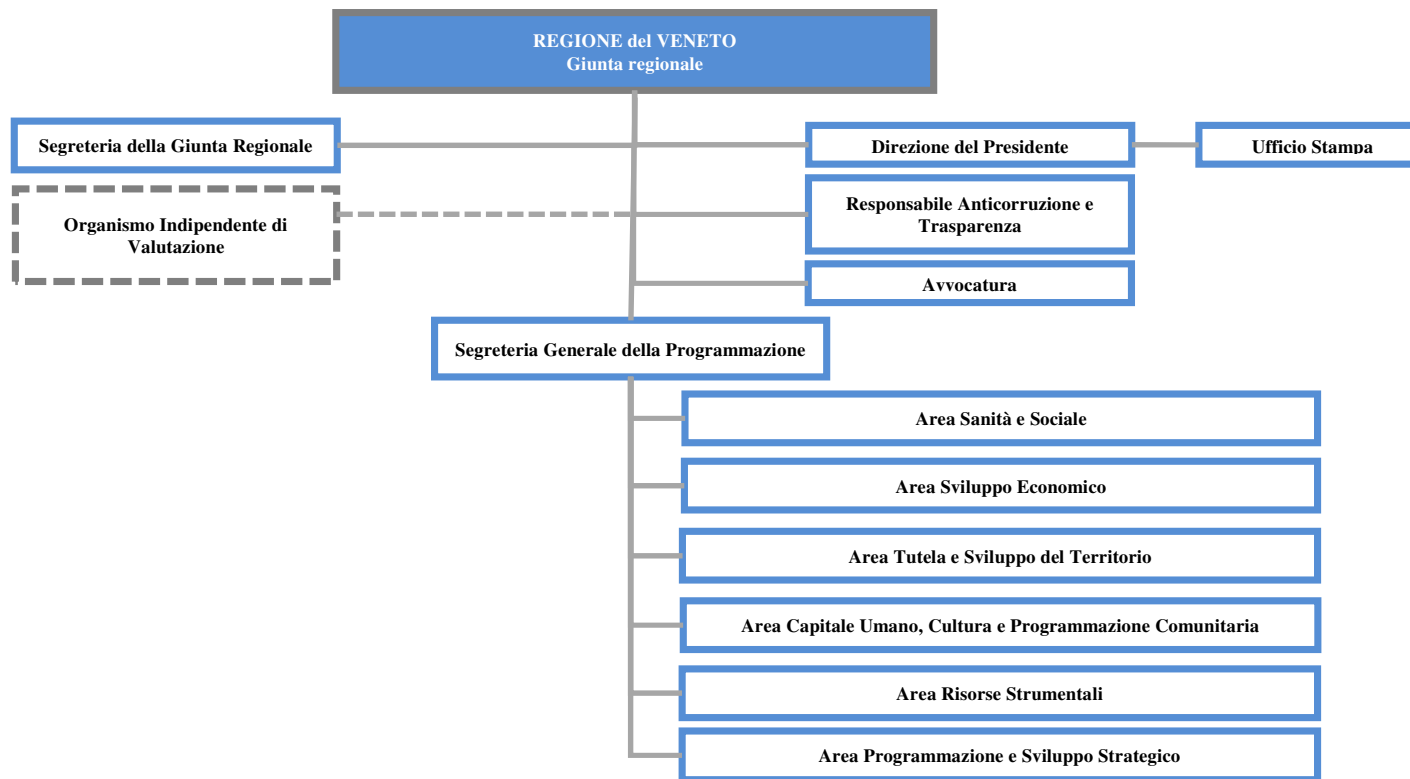 REGIONE del VENETO
Giunta regionale
Segreteria della Giunta Regionale
Direzione del Presidente
Ufficio Stampa
Organismo Indipendente di
Valutazione
Responsabile Anticorruzione e
Trasparenza
Avvocatura
Segreteria Generale della Programmazione
Area Sanità e Sociale
Area Sviluppo Economico
Area Tutela e Sviluppo del Territorio
Area Capitale Umano, Cultura e Programmazione Comunitaria
Area Risorse Strumentali
Area Programmazione e Sviluppo Strategico